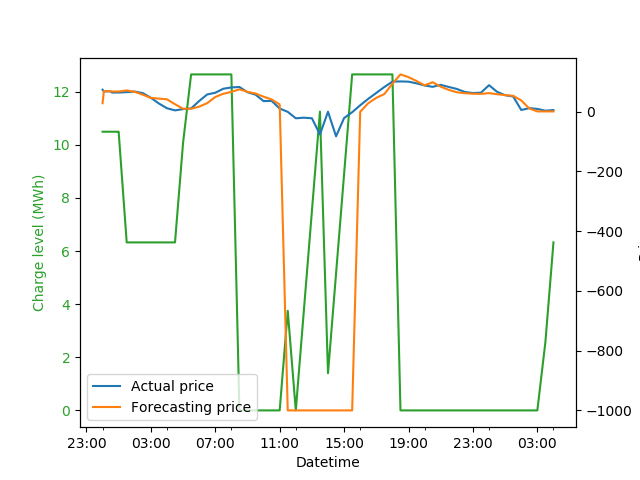 12
10
8
6
4
2
0
Charge level (MWh)
0
−200
−400
−600
−800
−1000
Actual price
Forecasting price
23:00 03:00 07:00 11:00 15:00 19:00 23:00 03:00
Datetime